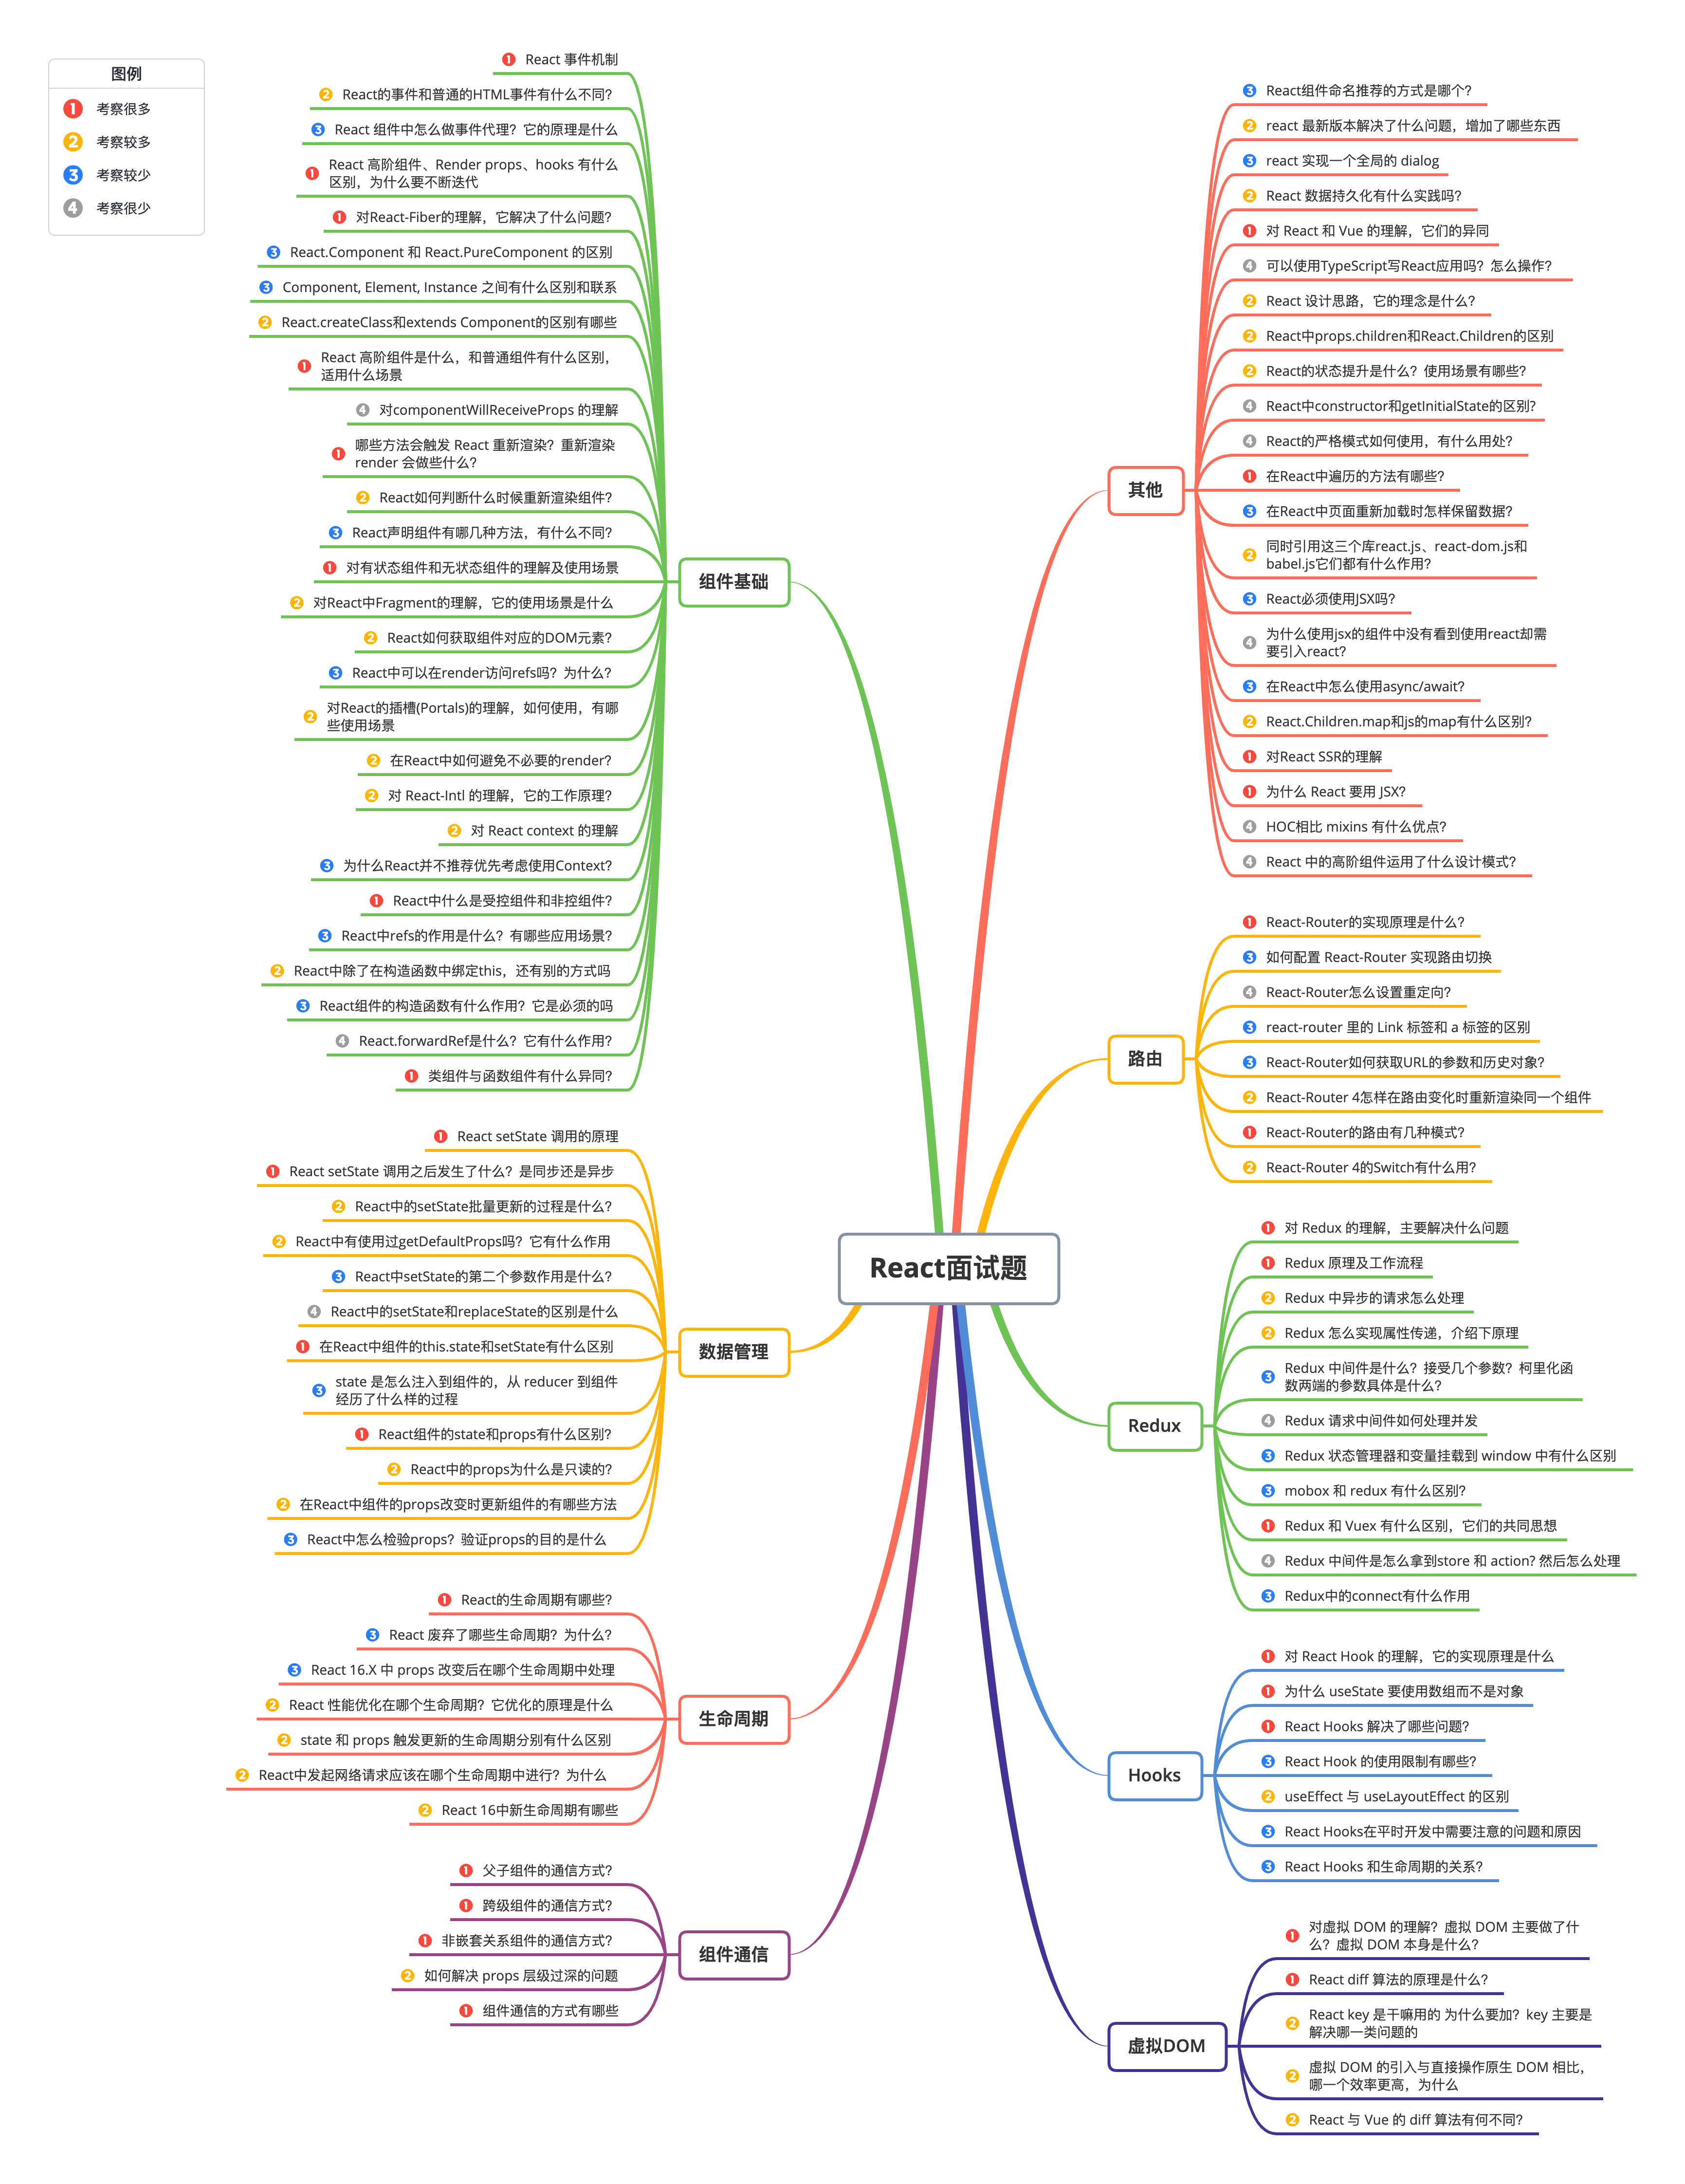 图例
1 考察很多
2 考察较多
3 考察较少
4 考察很少
React面试题
组件基础
1 React 事件机制
2 React的事件和普通的HTML事件有什么不同？
3 React 组件中怎么做事件代理？它的原理是什么
1 React 高阶组件、Render props、hooks 有什么
区别，为什么要不断迭代
1 对React-Fiber的理解，它解决了什么问题？
3 React.Component 和 React.PureComponent 的区别
3 Component, Element, Instance 之间有什么区别和联系
2 React.createClass和extends Component的区别有哪些
1 React 高阶组件是什么，和普通组件有什么区别，
适用什么场景
4 对componentWillReceiveProps 的理解
1 哪些方法会触发 React 重新渲染？重新渲染
render 会做些什么？
2 React如何判断什么时候重新渲染组件？
3 React声明组件有哪几种方法，有什么不同？
1 对有状态组件和无状态组件的理解及使用场景
2 对React中Fragment的理解，它的使用场景是什么
2 React如何获取组件对应的DOM元素？
3 React中可以在render访问refs吗？为什么？
2 对React的插槽(Portals)的理解，如何使用，有哪
些使用场景
2 在React中如何避免不必要的render？
2 对 React-Intl 的理解，它的工作原理？
2 对 React context 的理解
3 为什么React并不推荐优先考虑使用Context？
1 React中什么是受控组件和非控组件？
3 React中refs的作用是什么？有哪些应用场景？
2 React中除了在构造函数中绑定this，还有别的方式吗
3 React组件的构造函数有什么作用？它是必须的吗
4 React.forwardRef是什么？它有什么作用？
1 类组件与函数组件有什么异同？
数据管理
1 React setState 调用的原理
1 React setState 调用之后发生了什么？是同步还是异步
2 React中的setState批量更新的过程是什么？
2 React中有使用过getDefaultProps吗？它有什么作用
3 React中setState的第二个参数作用是什么？
4 React中的setState和replaceState的区别是什么
1 在React中组件的this.state和setState有什么区别
3 state 是怎么注入到组件的，从 reducer 到组件
经历了什么样的过程
1 React组件的state和props有什么区别？
2 React中的props为什么是只读的？
2 在React中组件的props改变时更新组件的有哪些方法
3 React中怎么检验props？验证props的目的是什么
生命周期
1 React的生命周期有哪些？
3 React 废弃了哪些生命周期？为什么？
3 React 16.X 中 props 改变后在哪个生命周期中处理
2 React 性能优化在哪个生命周期？它优化的原理是什么
2 state 和 props 触发更新的生命周期分别有什么区别
2 React中发起网络请求应该在哪个生命周期中进行？为什么
2 React 16中新生命周期有哪些
组件通信
1 父子组件的通信方式？
1 跨级组件的通信方式？
1 非嵌套关系组件的通信方式？
2 如何解决 props 层级过深的问题
1 组件通信的方式有哪些
其他
3 React组件命名推荐的方式是哪个？
2 react 最新版本解决了什么问题，增加了哪些东西
3 react 实现一个全局的 dialog
2 React 数据持久化有什么实践吗？
1 对 React 和 Vue 的理解，它们的异同
4 可以使用TypeScript写React应用吗？怎么操作？
2 React 设计思路，它的理念是什么？
2 React中props.children和React.Children的区别
2 React的状态提升是什么？使用场景有哪些？
4 React中constructor和getInitialState的区别?
4 React的严格模式如何使用，有什么用处？
1 在React中遍历的方法有哪些？
3 在React中页面重新加载时怎样保留数据？
2 同时引用这三个库react.js、react-dom.js和
babel.js它们都有什么作用？
3 React必须使用JSX吗？
4 为什么使用jsx的组件中没有看到使用react却需
要引入react？
3 在React中怎么使用async/await？
2 React.Children.map和js的map有什么区别？
1 对React SSR的理解
1 为什么 React 要用 JSX？
4 HOC相比 mixins 有什么优点？
4 React 中的高阶组件运用了什么设计模式？
路由
1 React-Router的实现原理是什么？
3 如何配置 React-Router 实现路由切换
4 React-Router怎么设置重定向？
3 react-router 里的 Link 标签和 a 标签的区别
3 React-Router如何获取URL的参数和历史对象？
2 React-Router 4怎样在路由变化时重新渲染同一个组件
1 React-Router的路由有几种模式？
2 React-Router 4的Switch有什么用？
Redux
1 对 Redux 的理解，主要解决什么问题
1 Redux 原理及工作流程
2 Redux 中异步的请求怎么处理
2 Redux 怎么实现属性传递，介绍下原理
3 Redux 中间件是什么？接受几个参数？柯里化函
数两端的参数具体是什么？
4 Redux 请求中间件如何处理并发
3 Redux 状态管理器和变量挂载到 window 中有什么区别
3 mobox 和 redux 有什么区别？
1 Redux 和 Vuex 有什么区别，它们的共同思想
4 Redux 中间件是怎么拿到store 和 action? 然后怎么处理
3 Redux中的connect有什么作用
Hooks
1 对 React Hook 的理解，它的实现原理是什么
1 为什么 useState 要使用数组而不是对象
1 React Hooks 解决了哪些问题？
3 React Hook 的使用限制有哪些？
2 useEffect 与 useLayoutEffect 的区别
3 React Hooks在平时开发中需要注意的问题和原因
3 React Hooks 和生命周期的关系？
虚拟DOM
1 对虚拟 DOM 的理解？虚拟 DOM 主要做了什
么？虚拟 DOM 本身是什么？
1 React diff 算法的原理是什么？
2 React key 是干嘛用的 为什么要加？key 主要是
解决哪一类问题的
2 虚拟 DOM 的引入与直接操作原生 DOM 相比，
哪一个效率更高，为什么
2 React 与 Vue 的 diff 算法有何不同？